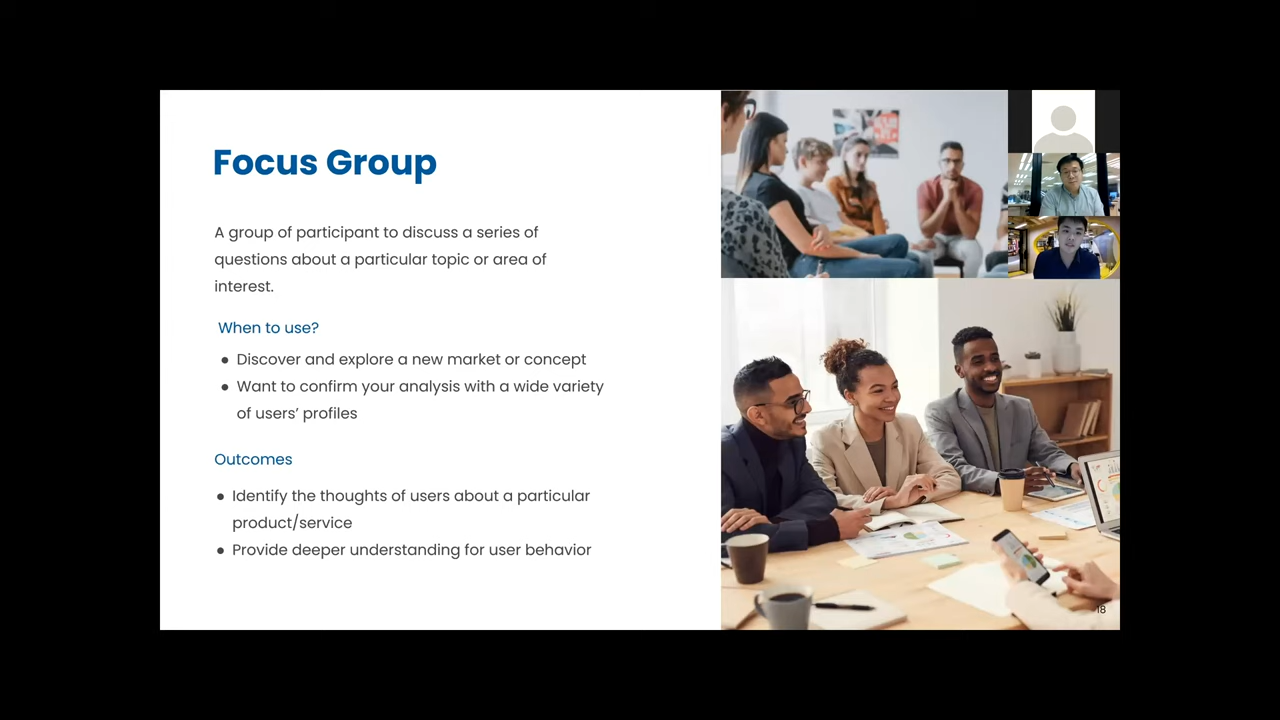 Focus Group
A group of participant to discuss a series of
questions about a particular topic or area of
interest.
When to use?
● Discover and explore a new market or concept
● Want to confirm your analysis with a wide variety
of users’ profiles
Outcomes
● Identify the thoughts of users about a particular
product/service
● Provide deeper understanding for user behavior
18